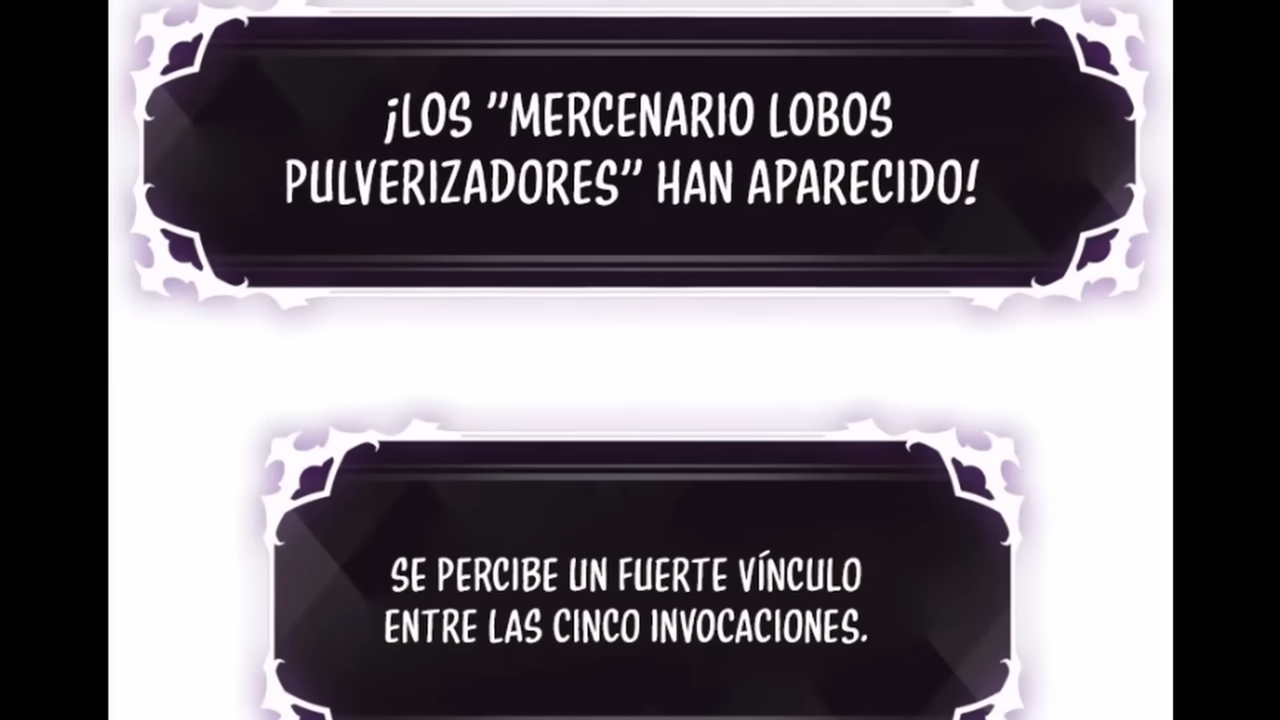 ¡LOS "MERCENARIO LOBOS
PULVERIZADORES" HAN APARECIDO!
SE PERCIBE UN FUERTE VÍNCULO
ENTRE LAS CINCO INVOCACIONES.